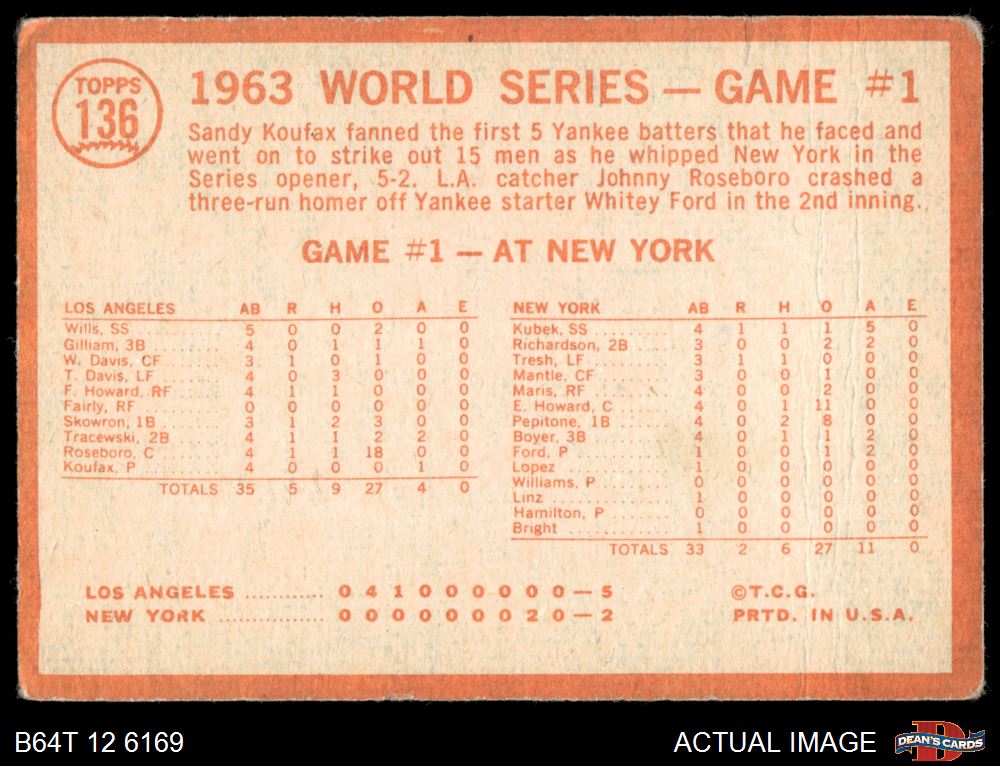 TOPPS
136
1963 WORLD SERIES — GAME #1
Sandy Koufax fanned the first 5 Yankee batters that he faced and
went on to strike out 15 men as he whipped New York in the
Series opener, 5-2. L.A. catcher Johnny Roseboro crashed a
three-run homer off Yankee starter Whitey Ford in the 2nd inning.
GAME #1 — AT NEW YORK
LOS ANGELES AB R H O A E
Wills, SS 5 0 0 2 0 0
Gilliam, 3B 4 0 1 1 1 0
W. Davis, CF 3 1 0 1 0 0
T. Davis, LF 4 0 3 0 0 0
F. Howard, RF 4 1 1 0 0 0
Fairly, RF 0 0 0 0 0 0
Skowron, 1B 3 1 2 3 0 0
Tracewski, 2B 4 1 1 2 2 0
Roseboro, C 4 1 1 18 0 0
Koufax, P 4 0 0 0 1 0
TOTALS 35 5 9 27 4 0
NEW YORK AB R H O A E
Kubek, SS 4 1 1 1 5 0
Richardson, 2B 3 0 0 2 2 0
Tresh, LF 3 1 1 0 0 0
Mantle, CF 3 0 0 1 0 0
Maris, RF 4 0 0 2 0 0
E. Howard, C 4 0 1 11 0 0
Pepitone, 1B 4 0 2 8 0 0
Boyer, 3B 4 0 1 1 2 0
Ford, P 1 0 0 1 2 0
Lopez 1 0 0 0 0 0
Williams, P 0 0 0 0 0 0
Linz 1 0 0 0 0 0
Hamilton, P 0 0 0 0 0 0
Bright 1 0 0 0 0 0
TOTALS 33 2 6 27 11 0
LOS ANGELES ........... 0 4 1 0 0 0 0 0 0 — 5
NEW YORK ............... 0 0 0 0 0 0 0 2 0 — 2
©T.C.G.
PRTD. IN U.S.A.
B64T 12 6169
ACTUAL IMAGE
DEAN'S CARDS